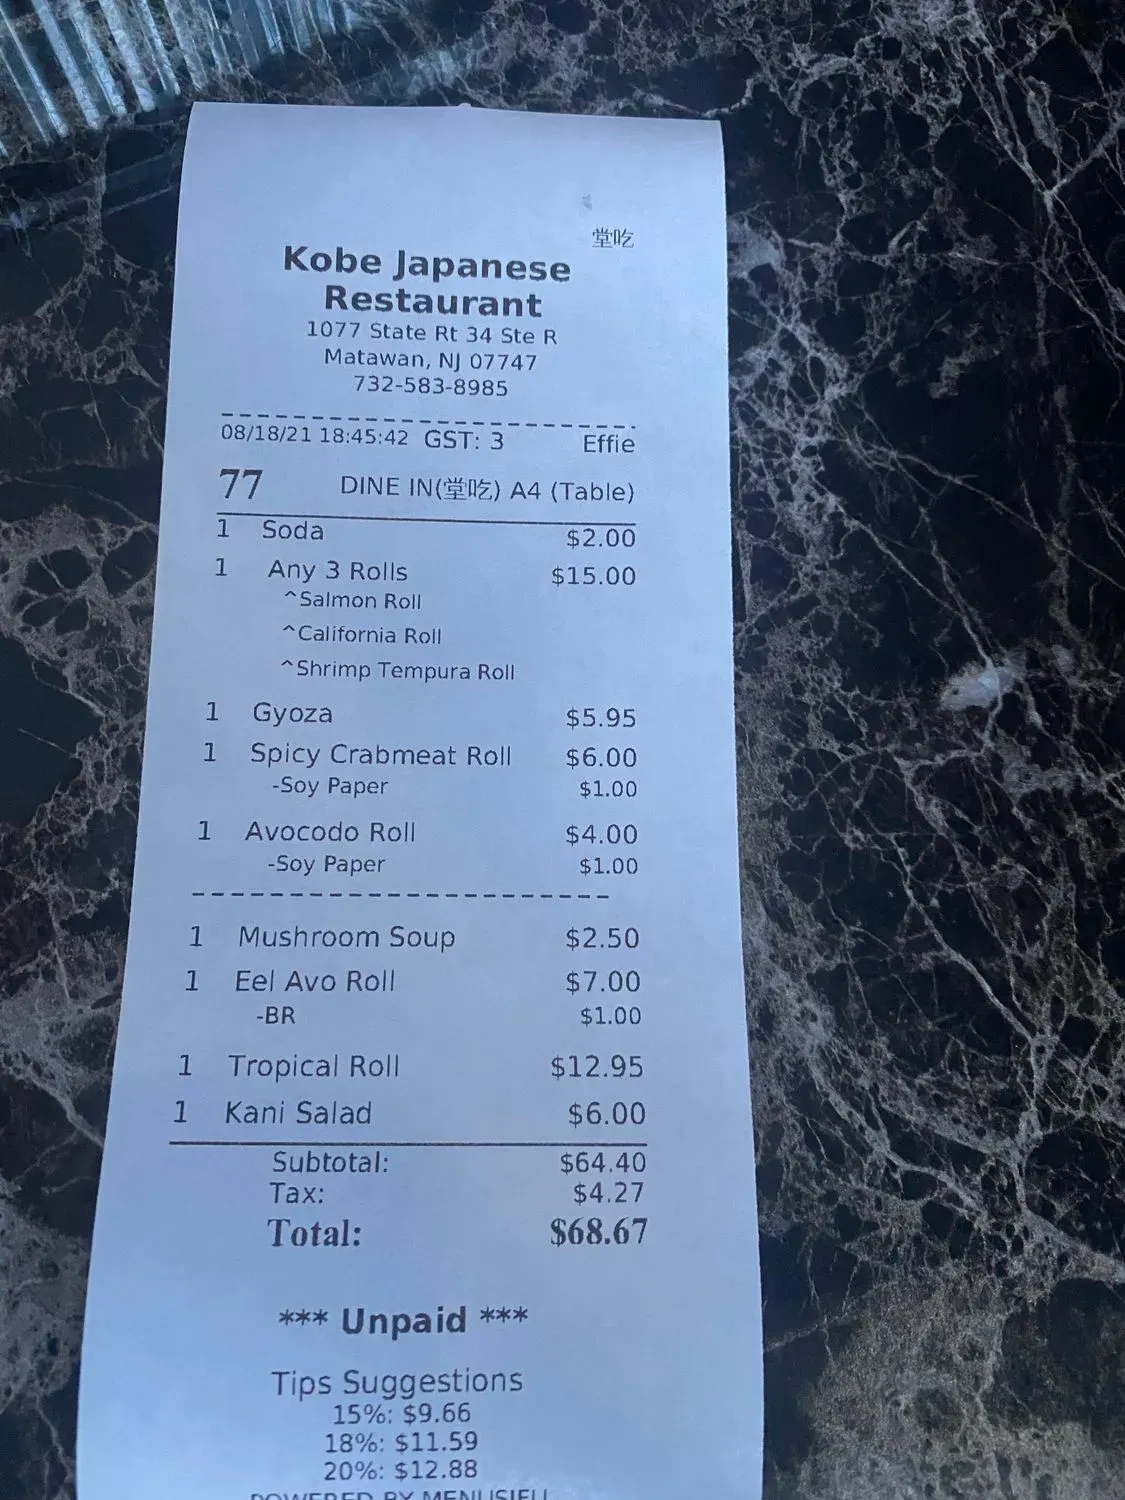 堂吃
Kobe Japanese
Restaurant
1077 State Rt 34 Ste R
Matawan, NJ 07747
732-583-8985
08/18/21 18:45:42 GST: 3 Effie
77 DINE IN(堂吃) A4 (Table)
1 Soda $2.00
1 Any 3 Rolls $15.00
^Salmon Roll
^California Roll
^Shrimp Tempura Roll
1 Gyoza $5.95
1 Spicy Crabmeat Roll $6.00
-Soy Paper $1.00
1 Avocodo Roll $4.00
-Soy Paper $1.00
1 Mushroom Soup $2.50
1 Eel Avo Roll $7.00
-BR $1.00
1 Tropical Roll $12.95
1 Kani Salad $6.00
Subtotal: $64.40
Tax: $4.27
Total: $68.67
*** Unpaid ***
Tips Suggestions
15%: $9.66
18%: $11.59
20%: $12.88
POWERED BY MENUSIFU